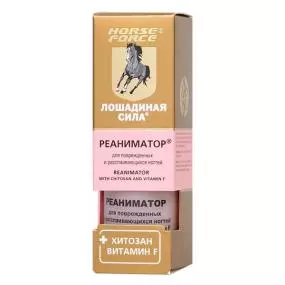 HORSE FORCE
ЛОШАДИНАЯ
СИЛА®
РЕАНИМАТОР®
для поврежденных
и расслаивающихся ногтей
REANIMATOR
WITH CHITOSAN AND VITAMIN F
РЕАНИМАТОР
для поврежденных
и расслаивающихся ногтей
+ ХИТОЗАН
ВИТАМИН F